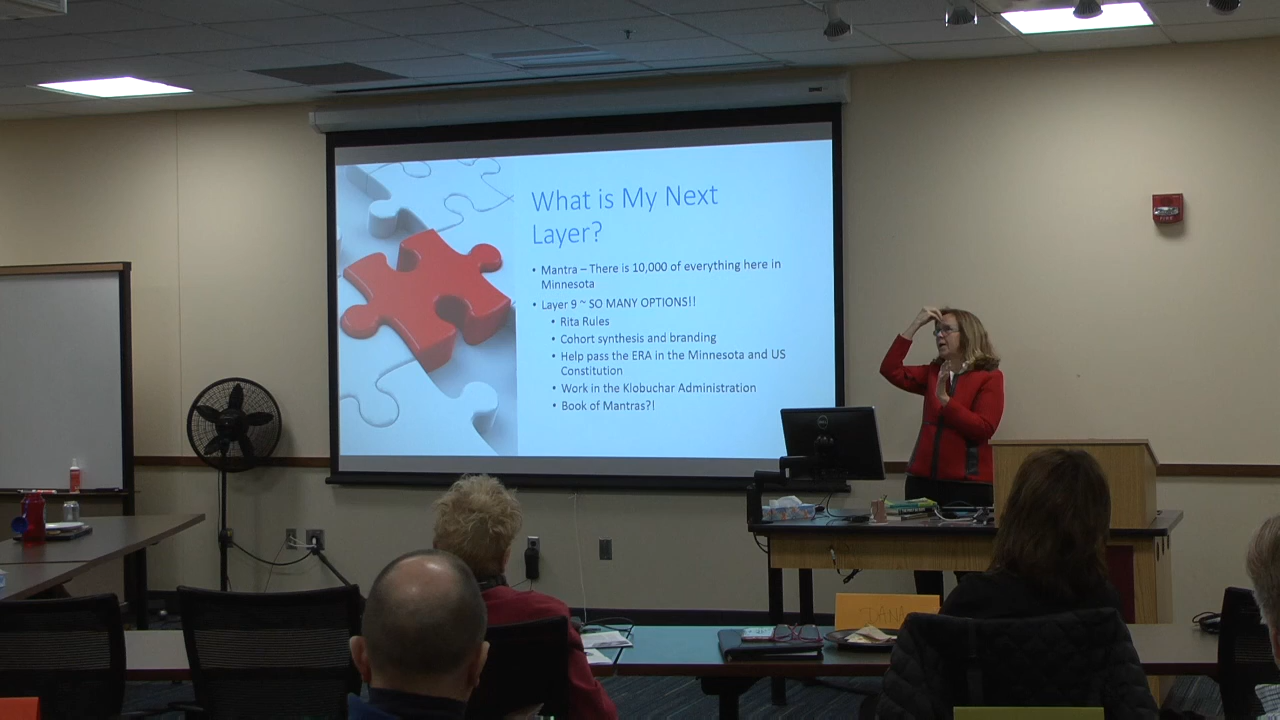 What is My Next
Layer?
• Mantra – There is 10,000 of everything here in
Minnesota
• Layer 9 ~ SO MANY OPTIONS!!
• Rita Rules
• Cohort synthesis and branding
• Help pass the ERA in the Minnesota and US
Constitution
• Work in the Klobuchar Administration
• Book of Mantras?!
FIRE
DELL